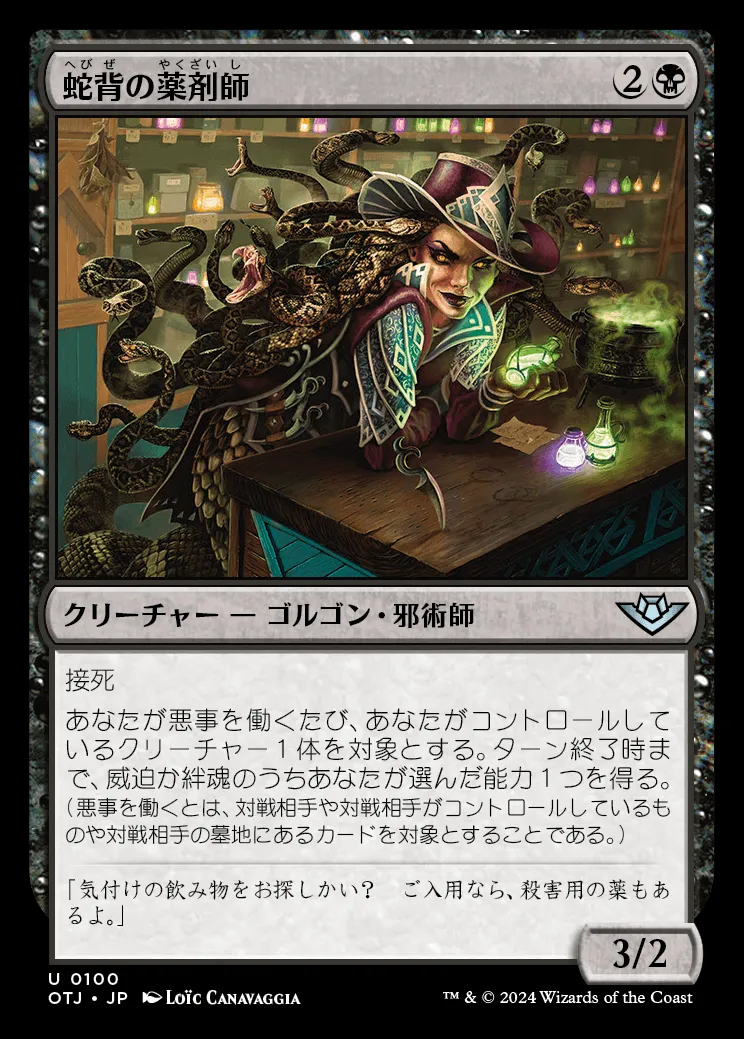 へびぜ やくざいし
蛇背の薬剤師
2
クリーチャー — ゴルゴン・邪術師
接死
あなたが悪事を働くたび、あなたがコントロールして
いるクリーチャー１体を対象とする。ターン終了時ま
で、威迫か絆魂のうちあなたが選んだ能力１つを得る。
（悪事を働くとは、対戦相手や対戦相手がコントロールしているも
のや対戦相手の墓地にあるカードを対象とすることである。）
「気付けの飲み物をお探しかい？　ご入用なら、殺害用の薬もあ
るよ。」
3/2
U 0100
OTJ • JP Loïc Canavaggia
™ & © 2024 Wizards of the Coast